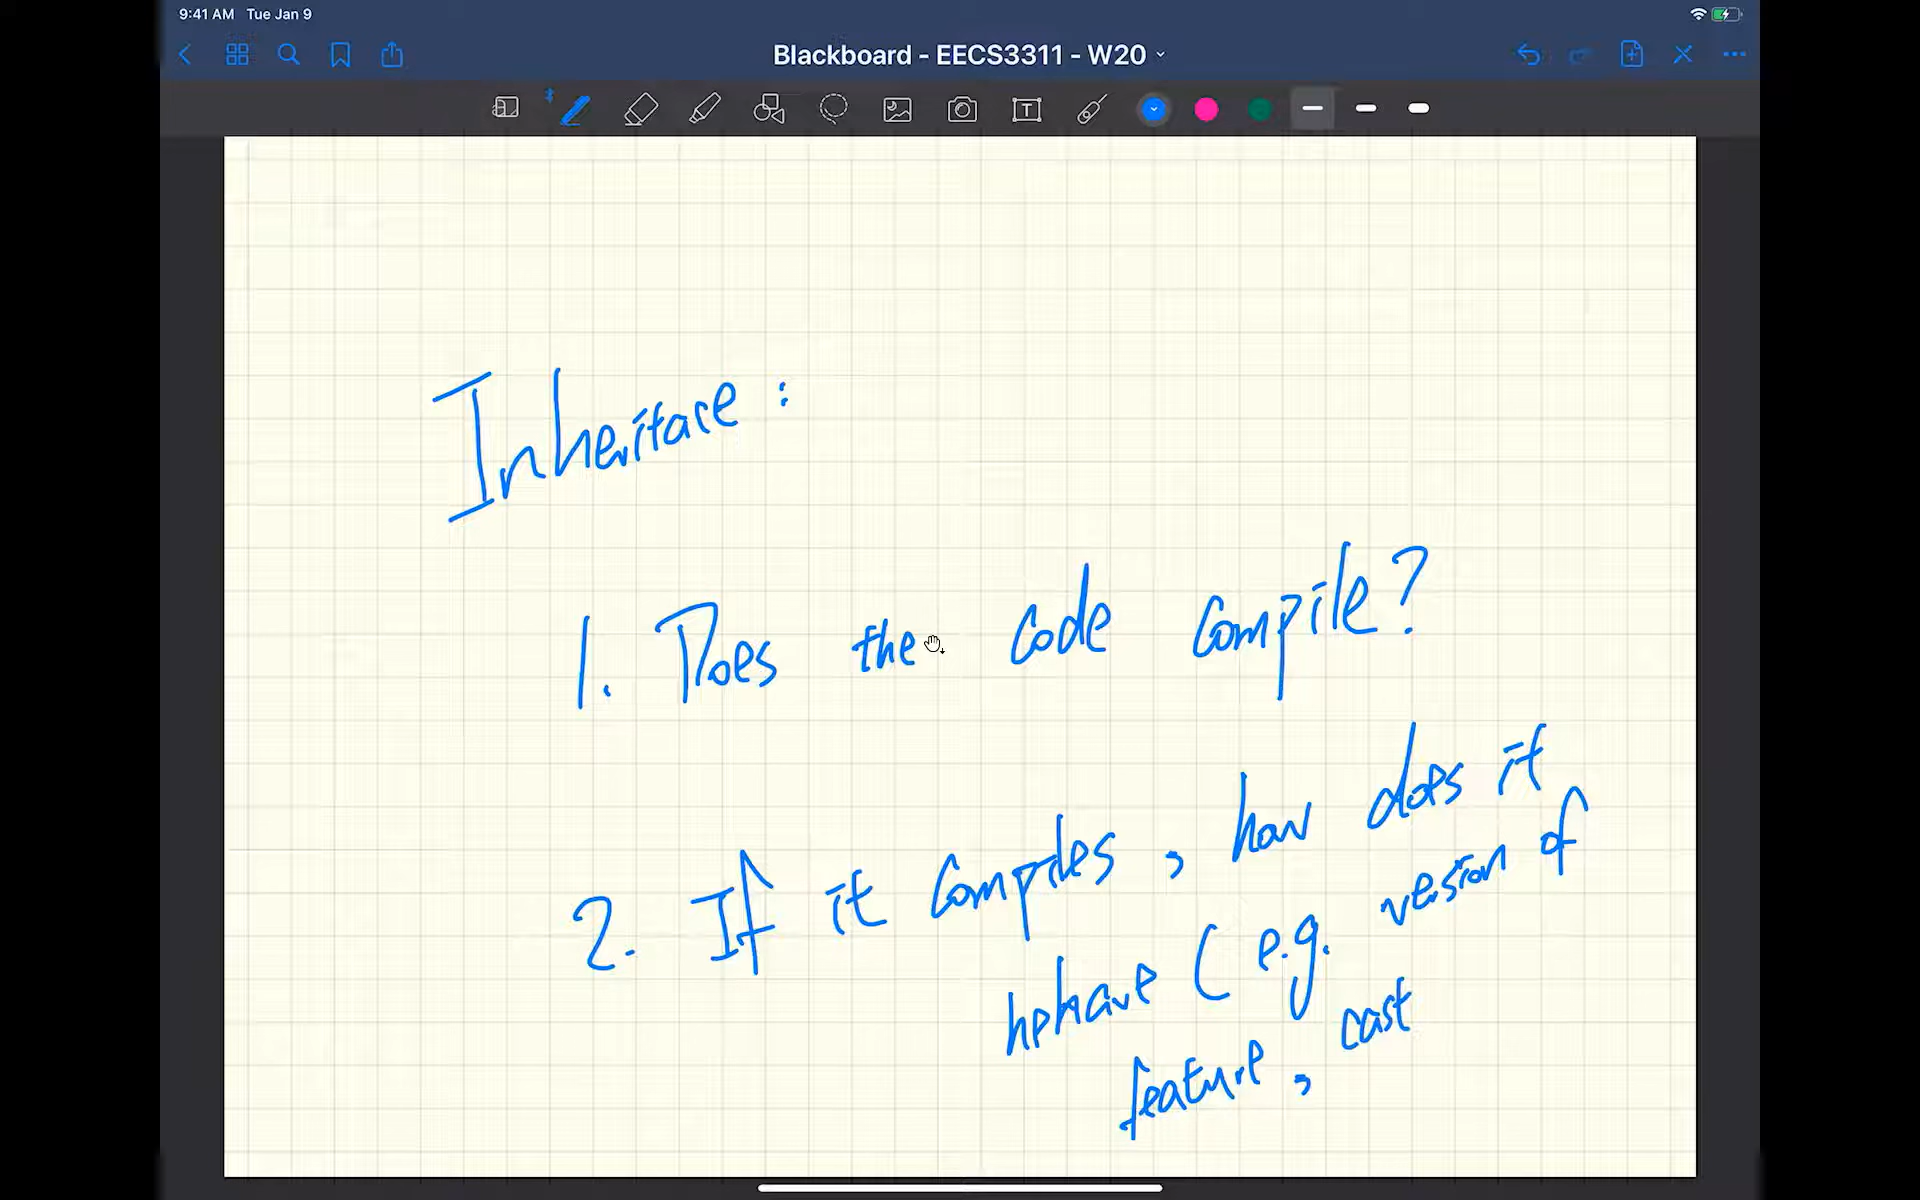 9:41 AM Tue Jan 9
Blackboard - EECS3311 - W20
T
Inheritace :
1. Does the code compile?
2. If it compiles, how does it
behave (e.g. version of
feature, cast